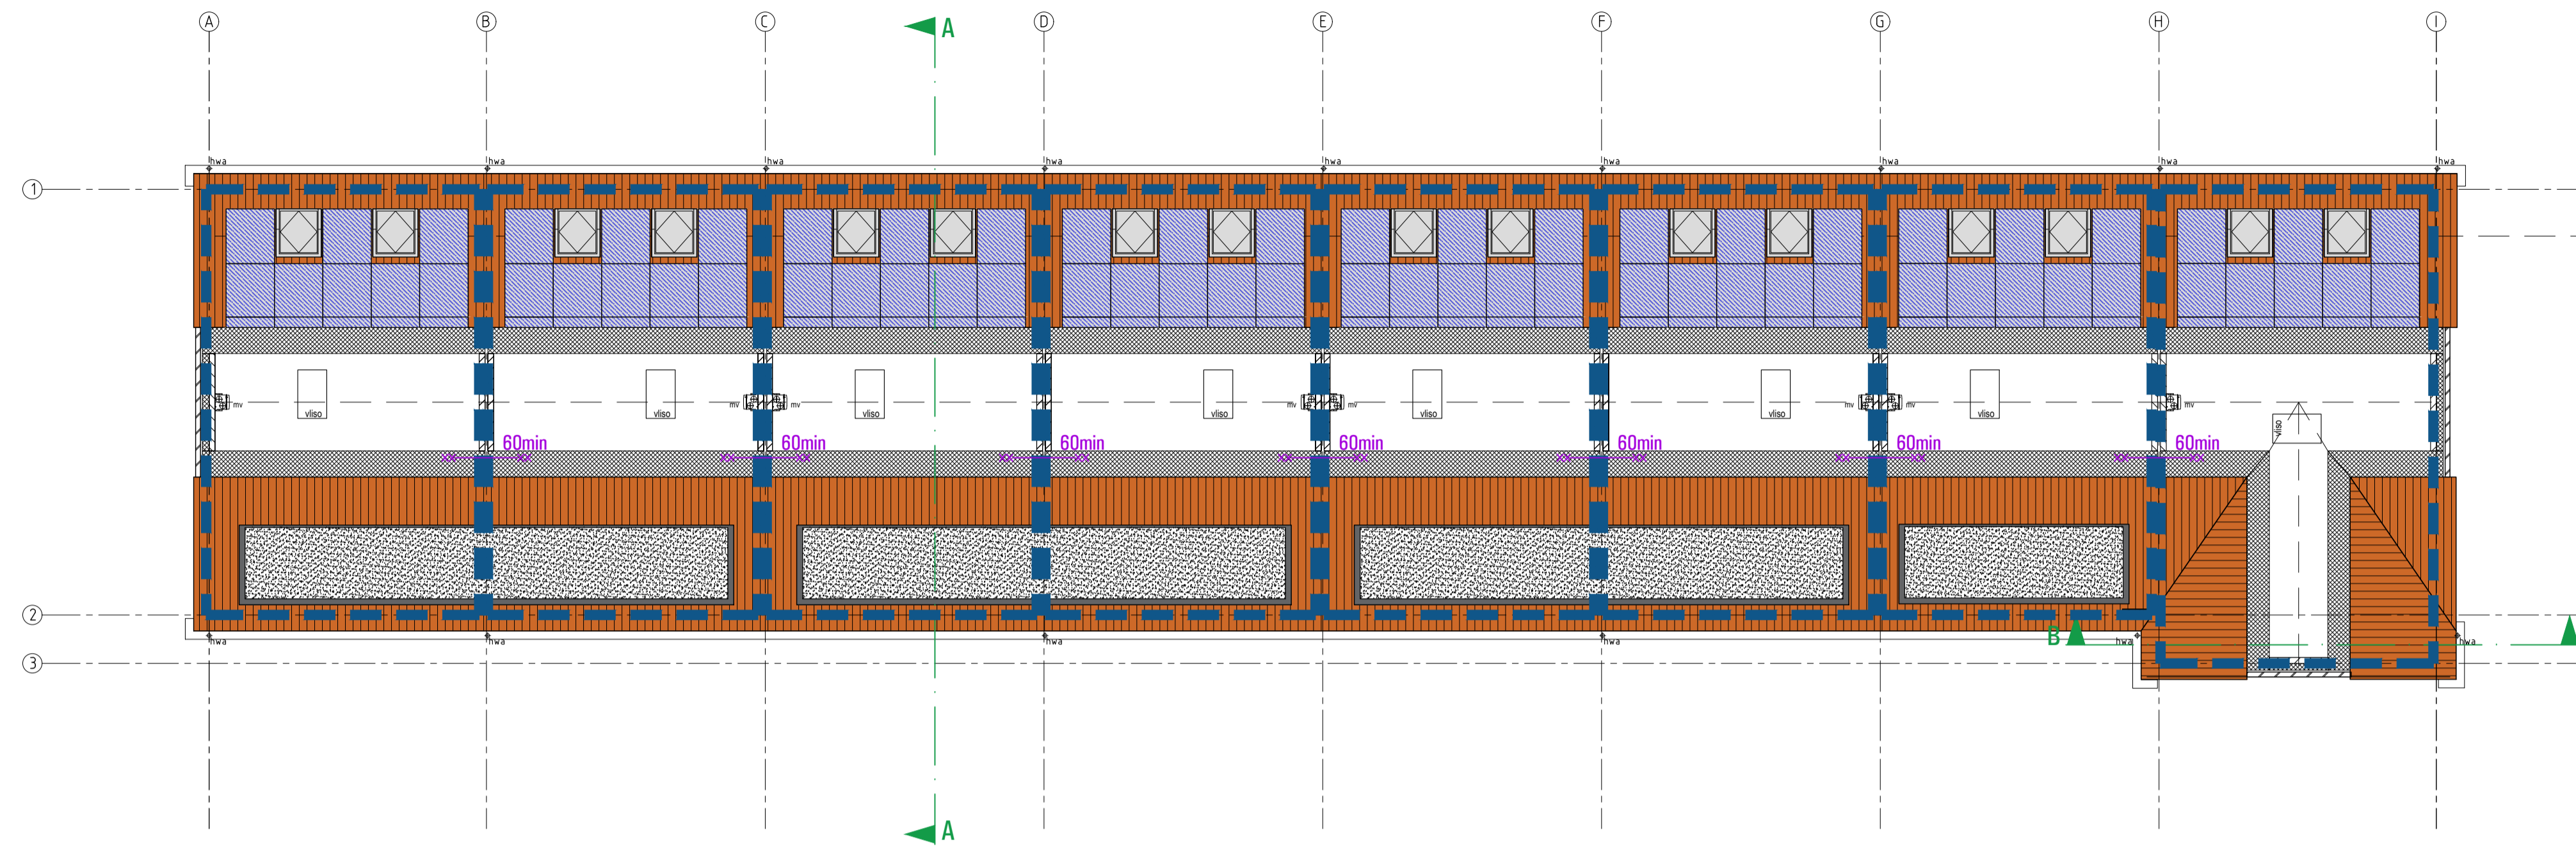 A B C D E F G H I
A
hwa hwa hwa hwa hwa hwa hwa hwa hwa
1
mv vliso vliso mv mv vliso vliso mv mv vliso vliso mv mv vliso mv vliso
60min 60min 60min 60min 60min 60min 60min
2
hwa hwa hwa hwa B hwa hwa
3
A